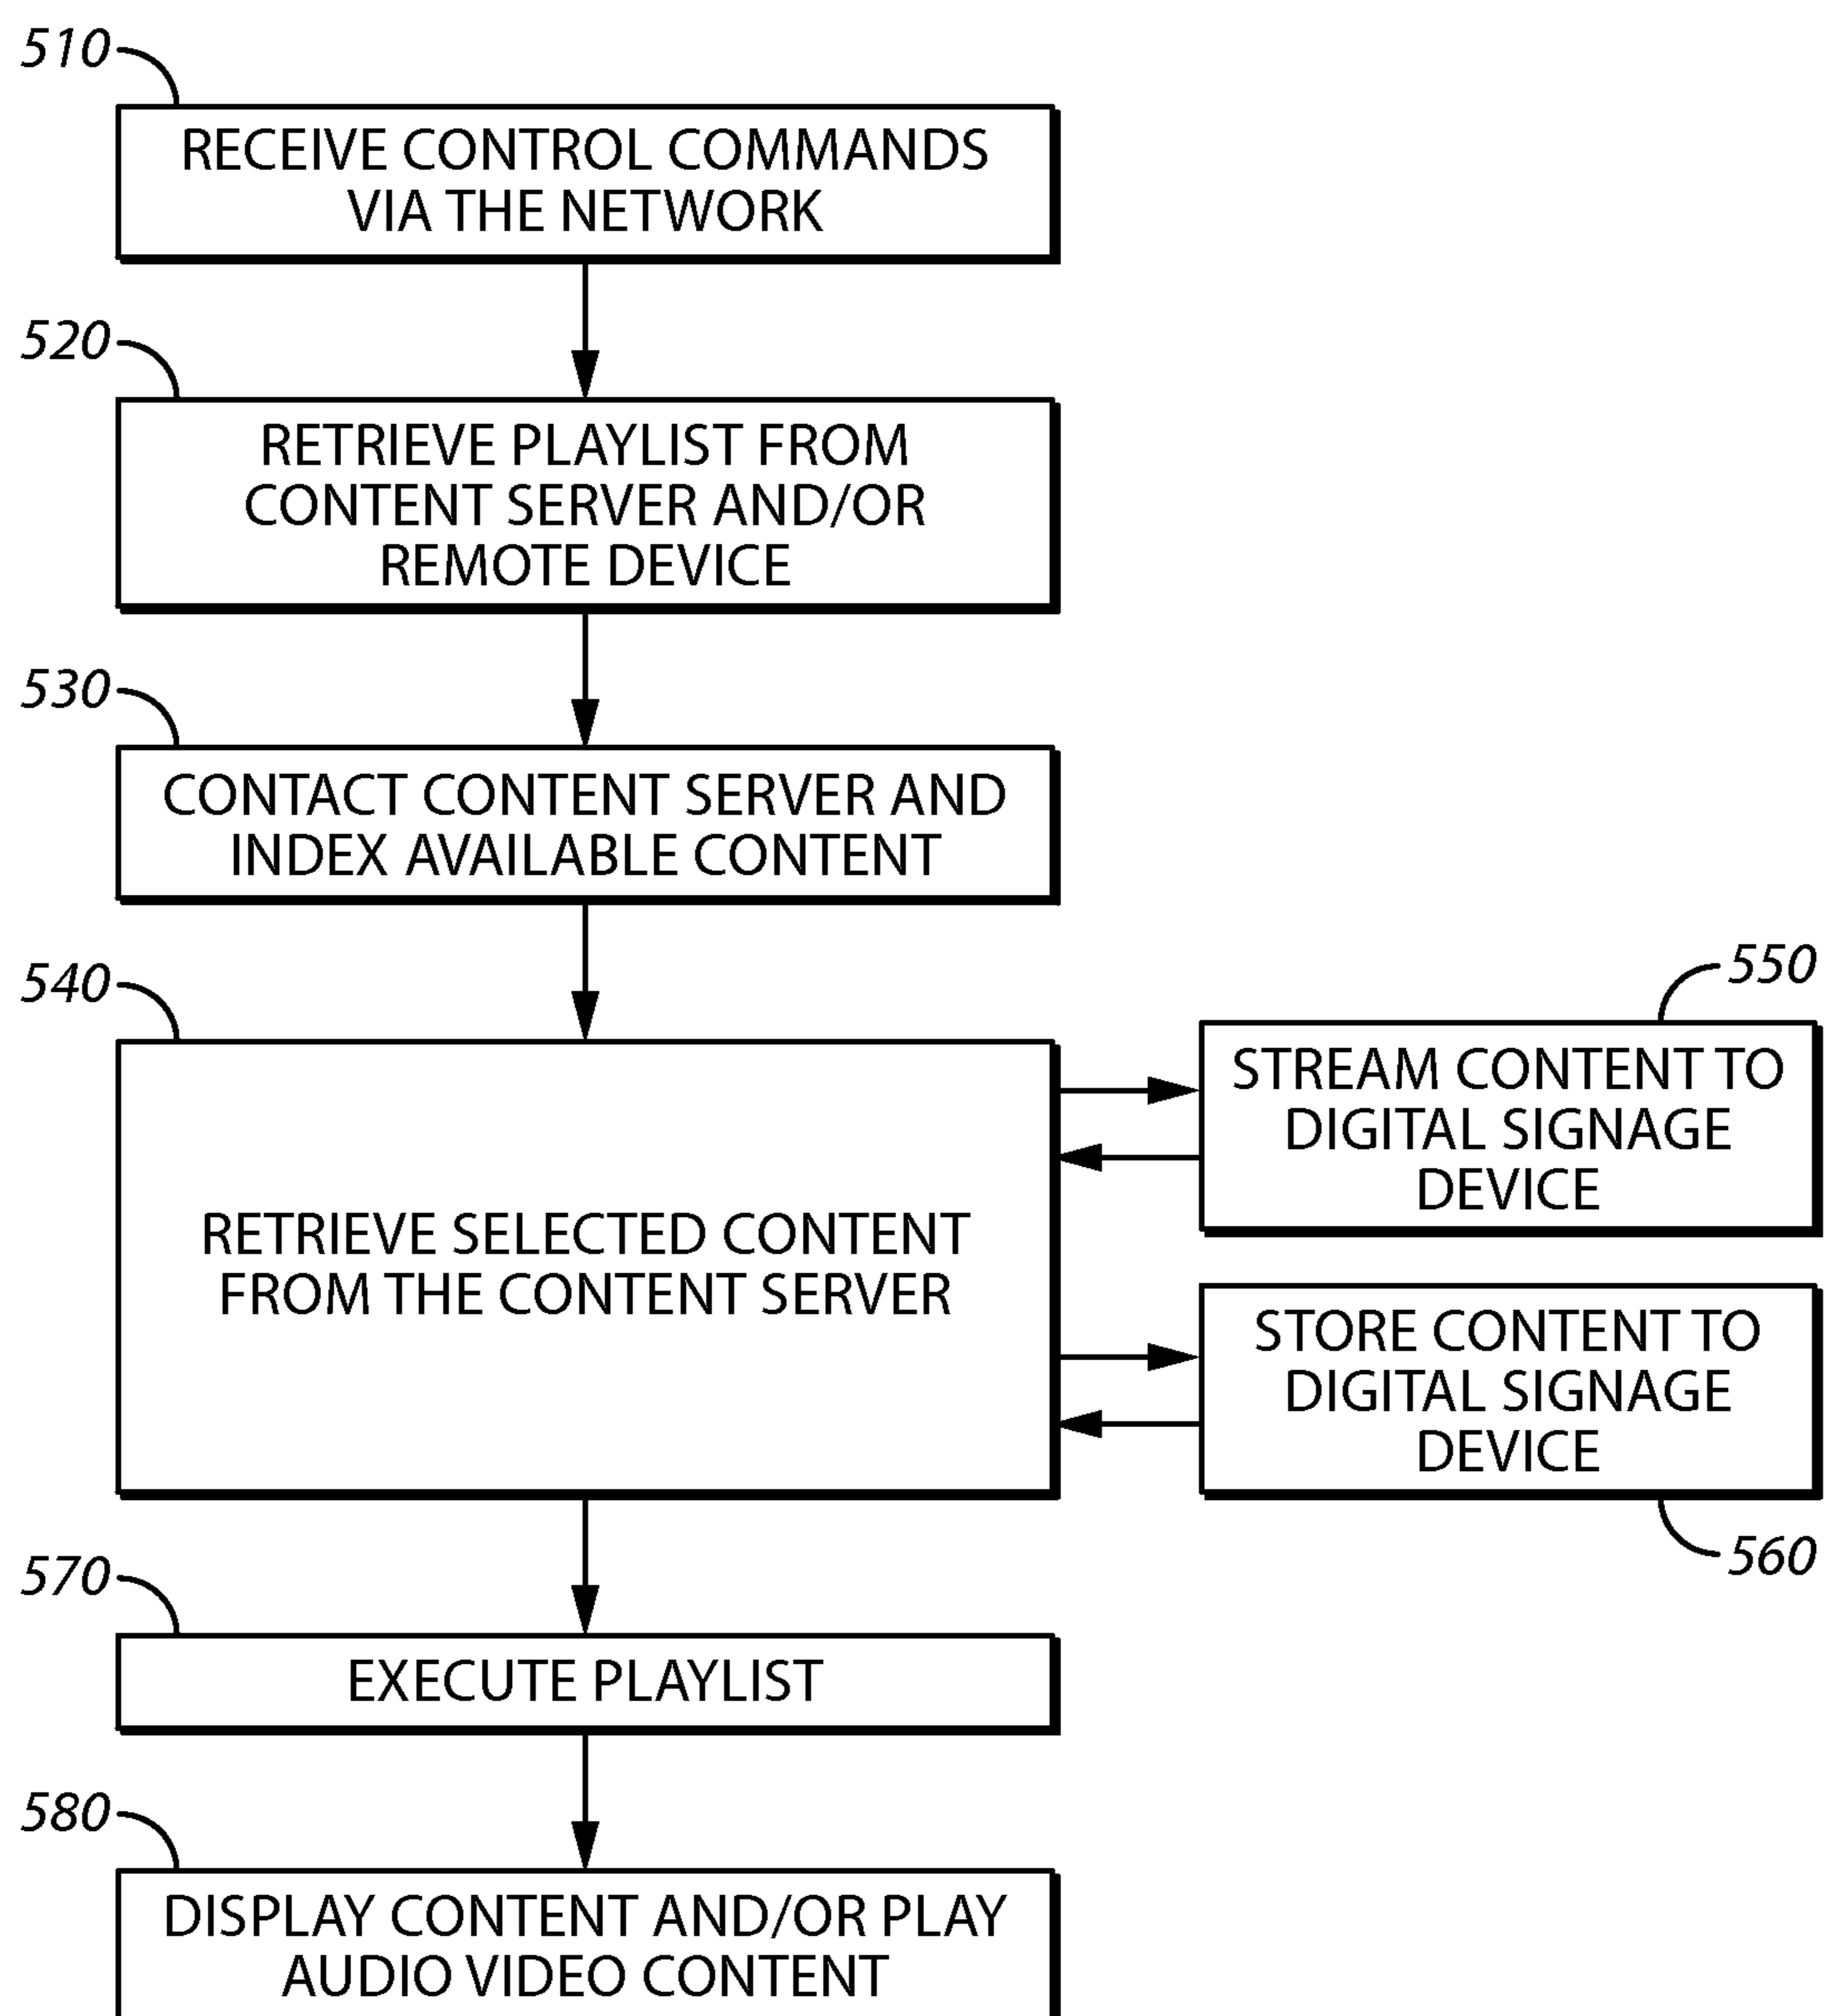 510
RECEIVE CONTROL COMMANDS
VIA THE NETWORK
520
RETRIEVE PLAYLIST FROM
CONTENT SERVER AND/OR
REMOTE DEVICE
530
CONTACT CONTENT SERVER AND
INDEX AVAILABLE CONTENT
540
RETRIEVE SELECTED CONTENT
FROM THE CONTENT SERVER
550
STREAM CONTENT TO
DIGITAL SIGNAGE
DEVICE
STORE CONTENT TO
DIGITAL SIGNAGE
DEVICE
560
570
EXECUTE PLAYLIST
580
DISPLAY CONTENT AND/OR PLAY
AUDIO VIDEO CONTENT